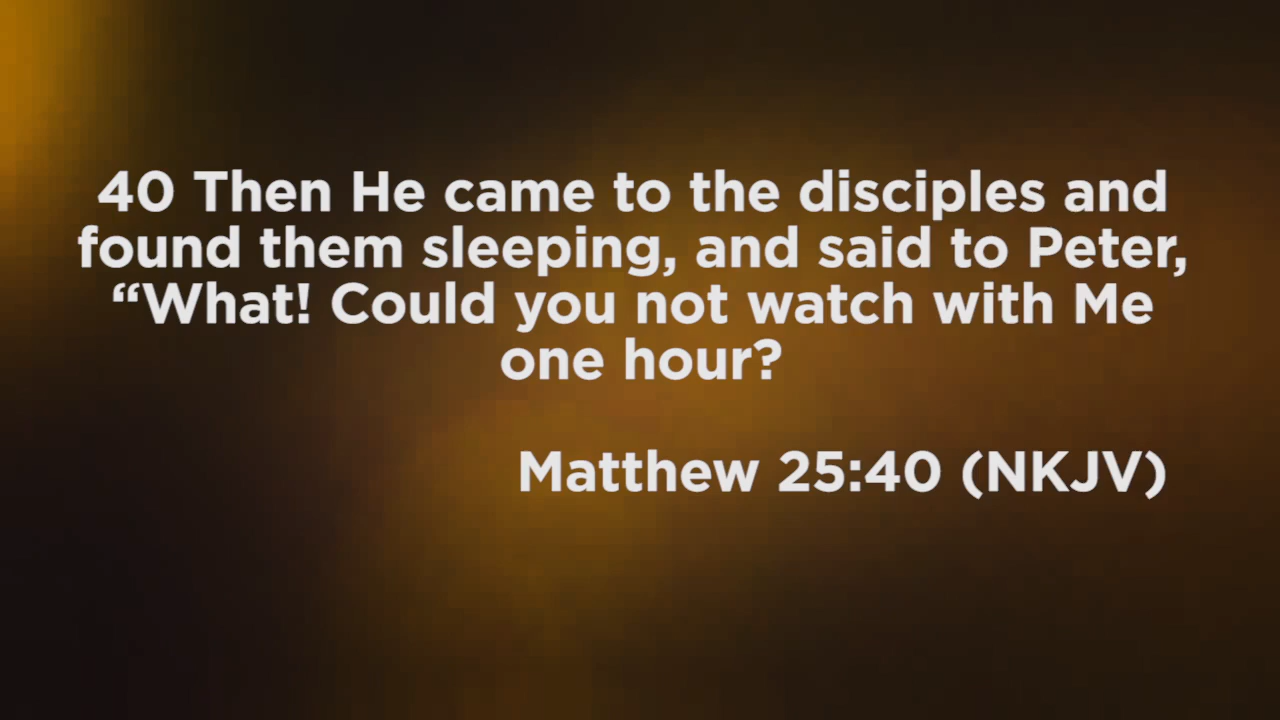 40 Then He came to the disciples and
found them sleeping, and said to Peter,
“What! Could you not watch with Me
one hour?
Matthew 25:40 (NKJV)